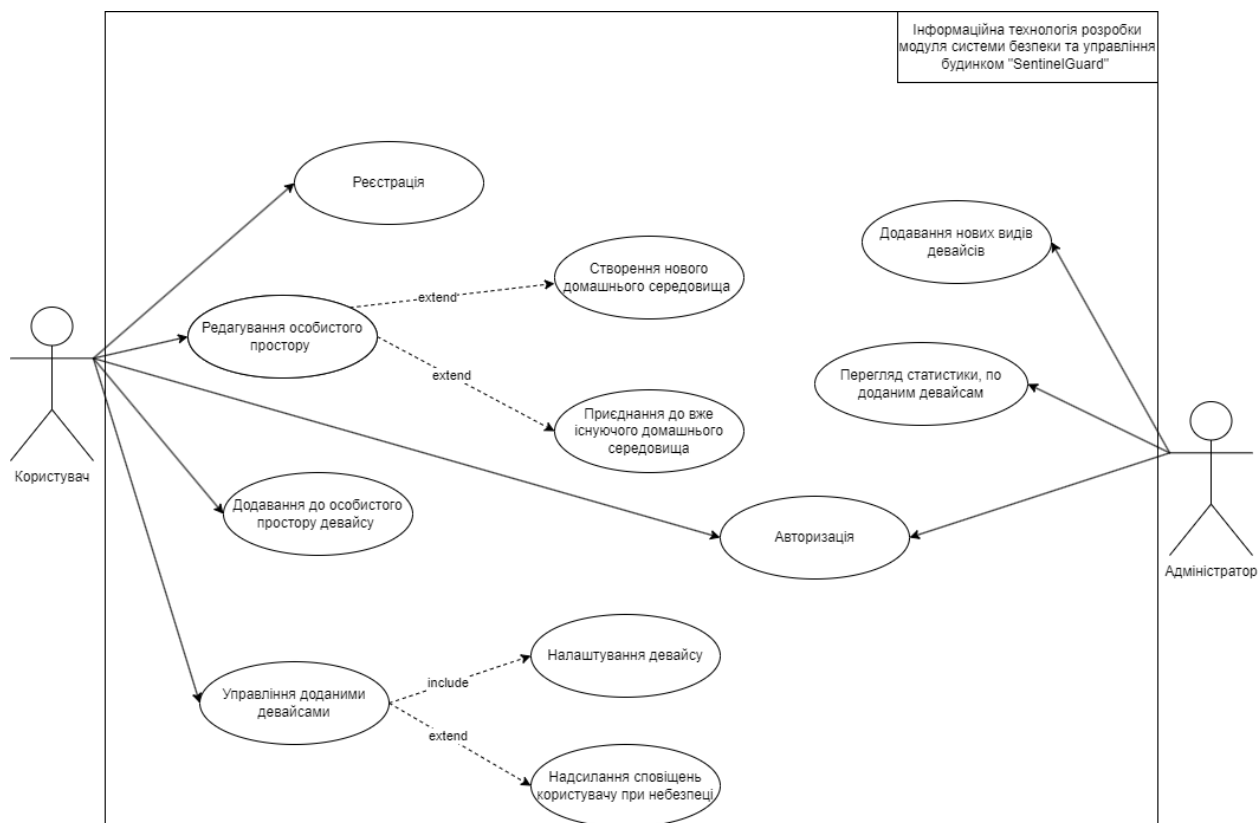 Інформаційна технологія розробки
модуля системи безпеки та управління
будинком "SentinelGuard"
Реєстрація
Додавання нових видів
девайсів
Створення нового
домашнього середовища
extend
Редагування особистого
простору
extend
Перегляд статистики, по
доданим девайсам
Приєднання до вже
існуючого домашнього
середовища
Користувач
Додавання до особистого
простору девайсу
Авторизація
Адміністратор
Налаштування девайсу
include
Управління доданими
девайсами
extend
Надсилання сповіщень
користувачу при небезпеці